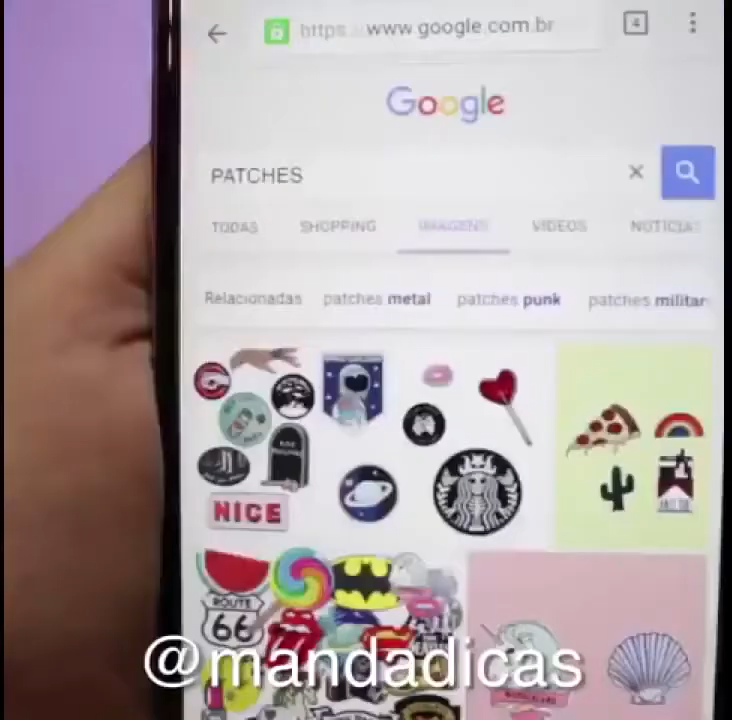 https www.google.com.br 4
Google
PATCHES
TODAS SHOPPING IMAGENS VÍDEOS NOTÍCIAS
Relacionadas patches metal patches punk patches militar
NICE
ROUTE
66
@mandadicas